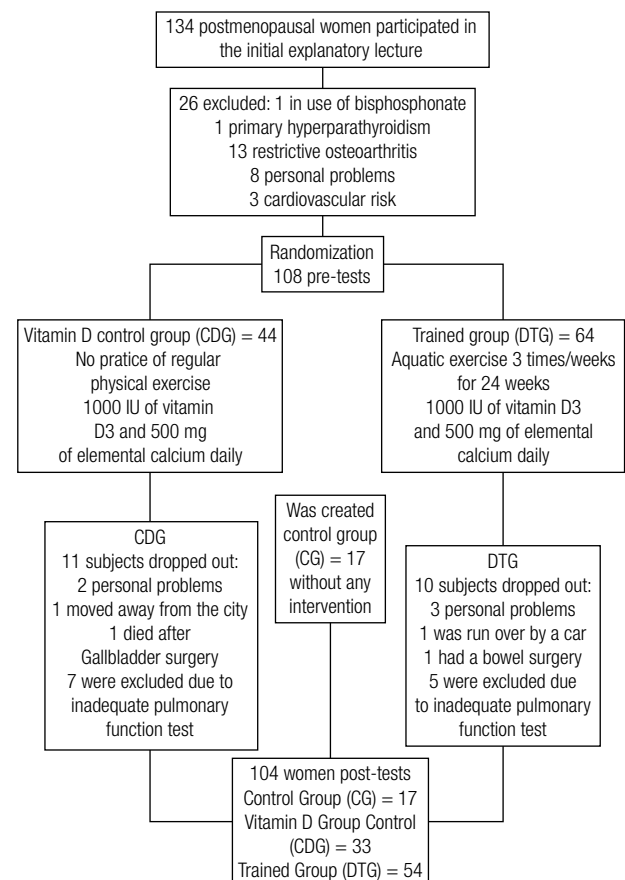 134 postmenopausal women participated in
the initial explanatory lecture
26 excluded: 1 in use of bisphosphonate
1 primary hyperparathyroidism
13 restrictive osteoarthritis
8 personal problems
3 cardiovascular risk
Randomization
108 pre-tests
Vitamin D control group (CDG) = 44
No pratice of regular
physical exercise
1000 IU of vitamin
D3 and 500 mg
of elemental calcium daily
Trained group (DTG) = 64
Aquatic exercise 3 times/weeks
for 24 weeks
1000 IU of vitamin D3
and 500 mg of elemental
calcium daily
CDG
11 subjects dropped out:
2 personal problems
1 moved away from the city
1 died after
Gallbladder surgery
7 were excluded due to
inadequate pulmonary
function test
Was created
control group
(CG) = 17
without any
intervention
DTG
10 subjects dropped out:
3 personal problems
1 was run over by a car
1 had a bowel surgery
5 were excluded due
to inadequate pulmonary
function test
104 women post-tests
Control Group (CG) = 17
Vitamin D Group Control
(CDG) = 33
Trained Group (DTG) = 54